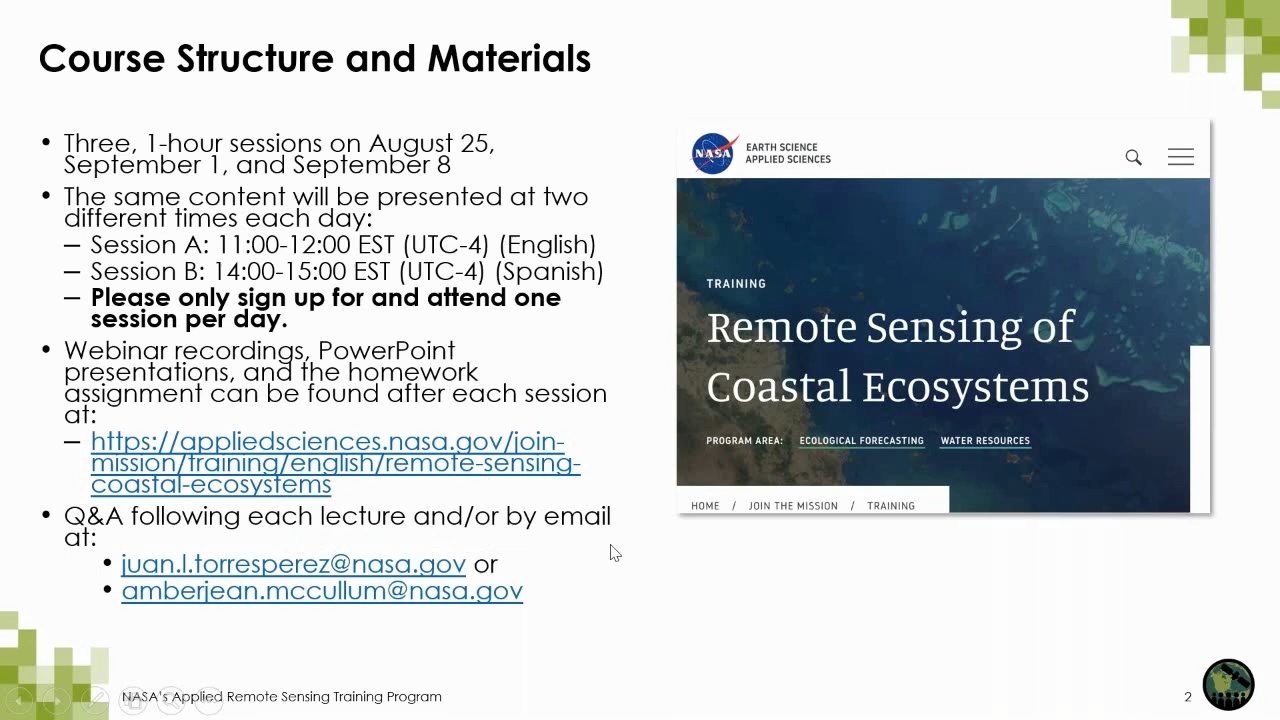 Course Structure and Materials
• Three, 1-hour sessions on August 25,
September 1, and September 8
• The same content will be presented at two
different times each day:
– Session A: 11:00-12:00 EST (UTC-4) (English)
– Session B: 14:00-15:00 EST (UTC-4) (Spanish)
– Please only sign up for and attend one
session per day.
• Webinar recordings, PowerPoint
presentations, and the homework
assignment can be found after each session
at:
– https://appliedsciences.nasa.gov/join-
mission/training/english/remote-sensing-
coastal-ecosystems
• Q&A following each lecture and/or by email
at:
• juan.l.torresperez@nasa.gov or
• amberjean.mccullum@nasa.gov
NASA
EARTH SCIENCE
APPLIED SCIENCES
TRAINING
Remote Sensing of
Coastal Ecosystems
PROGRAM AREA: ECOLOGICAL FORECASTING WATER RESOURCES
HOME / JOIN THE MISSION / TRAINING
NASA's Applied Remote Sensing Training Program
2